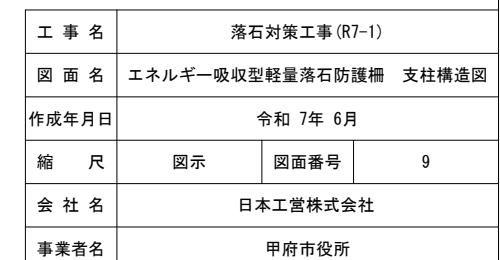 工 事 名 落石対策工事(R7-1)
図 面 名 エネルギー吸収型軽量落石防護柵 支柱構造図
作成年月日 令和 7年 6月
縮 尺 図示 図面番号 9
会 社 名 日本工営株式会社
事業者名 甲府市役所